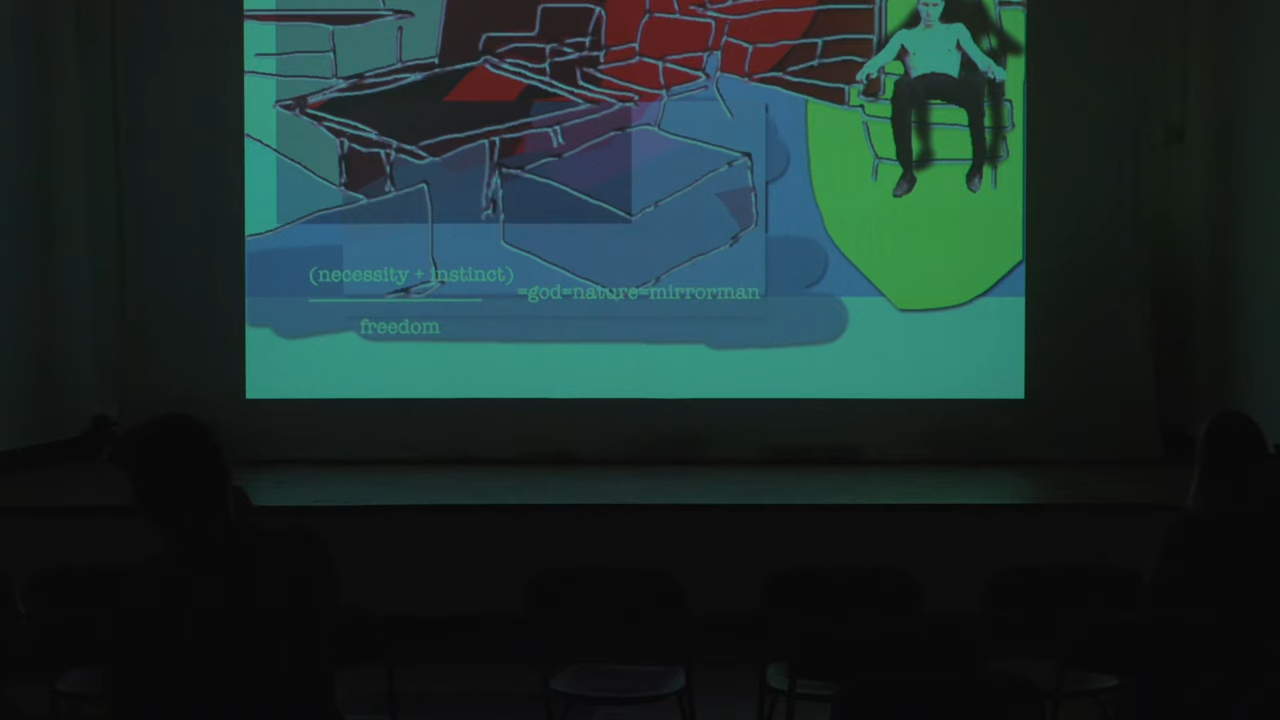 (necessity + instinct)
=god=nature=mirrorman
freedom